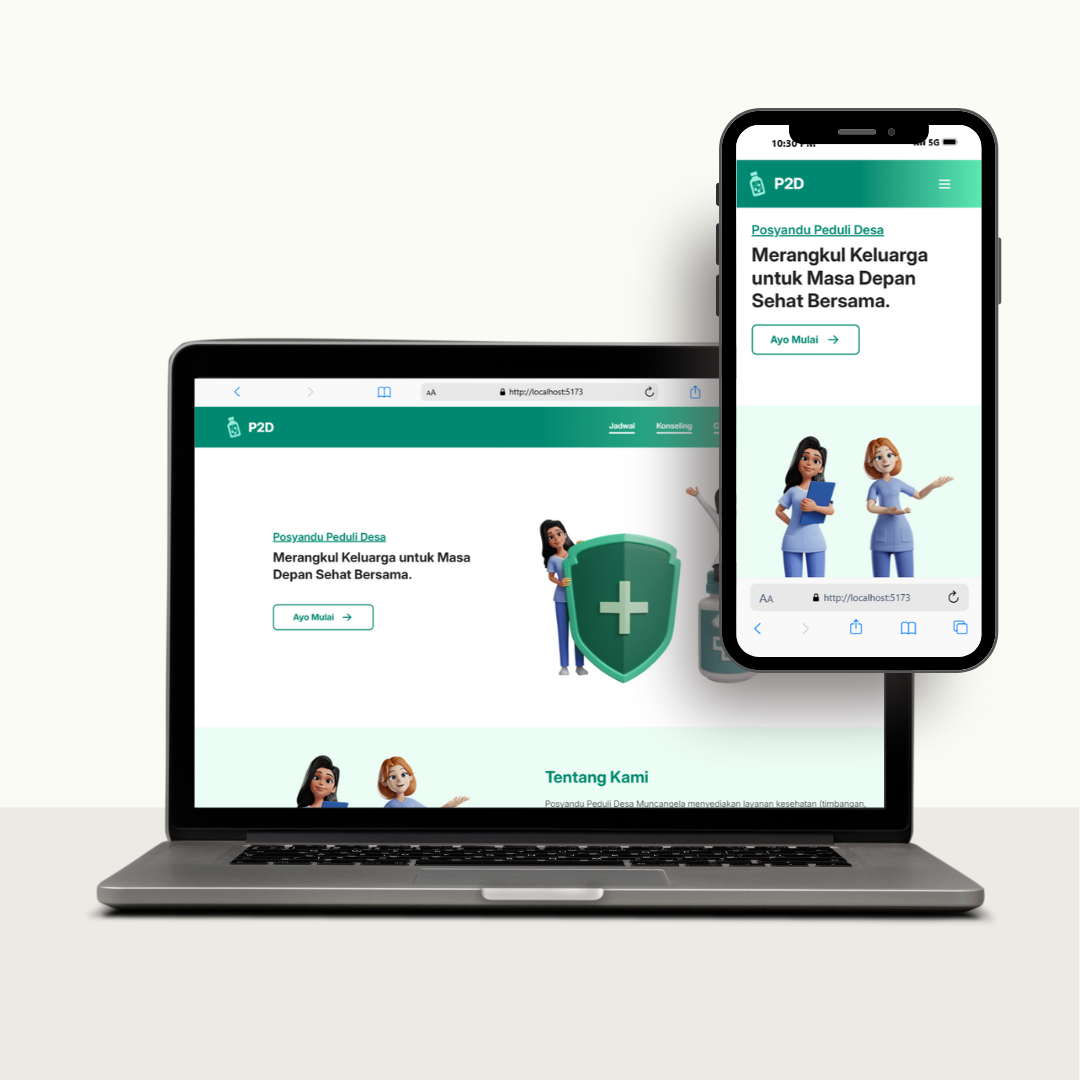 10:30 PM
5G
P2D
Posyandu Peduli Desa
Merangkul Keluarga
untuk Masa Depan
Sehat Bersama.
Ayo Mulai
AA
http://localhost:5173
AA
http://localhost:5173
P2D
Jadwal
Konseling
Posyandu Peduli Desa
Merangkul Keluarga untuk Masa
Depan Sehat Bersama.
Ayo Mulai
Tentang Kami
Posyandu Peduli Desa Muncangela menyediakan layanan kesehatan (timbangan,